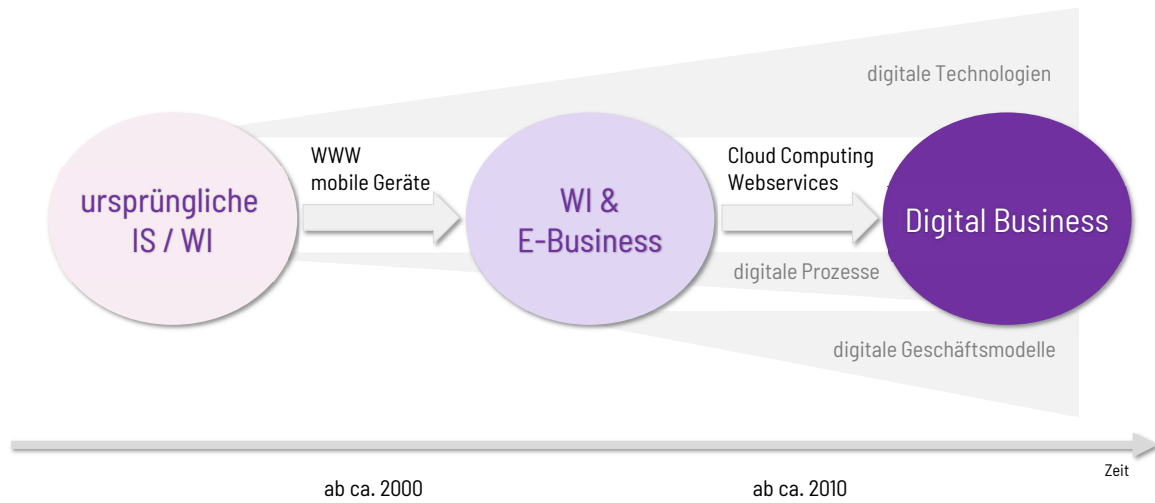 digitale Technologien
WWW
mobile Geräte
Cloud Computing
Webservices
ursprüngliche
IS / WI
WI &
E-Business
Digital Business
digitale Prozesse
digitale Geschäftsmodelle
Zeit
ab ca. 2000
ab ca. 2010